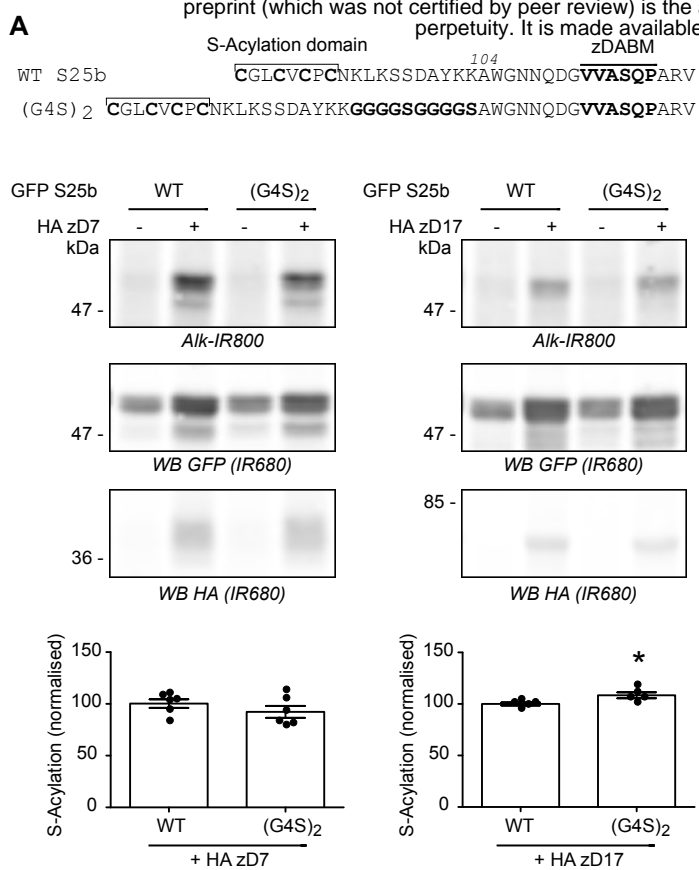 preprint (which was not certified by peer review) is the a
perpetuity. It is made available
A
S-Acylation domain
104
zDABM
WT S25b CGLCVCPCNKLKSSDAYKKAWGNNQDGVVASQPARV
(G4S)2 CGLCVCPCNKLKSSDAYKKGGGGSGGGGSAWGNNQDGVVASQPARV
GFP S25b WT (G4S)2
HA zD7 - + - +
kDa
47 -
Alk-IR800
47 -
WB GFP (IR680)
36 -
WB HA (IR680)
GFP S25b WT (G4S)2
HA zD17 - + - +
kDa
47 -
Alk-IR800
47 -
WB GFP (IR680)
85 -
WB HA (IR680)
S-Acylation (normalised)
150
100
50
0
WT (G4S)2
+ HA zD7
S-Acylation (normalised)
150
100
50
0
*
WT (G4S)2
+ HA zD17